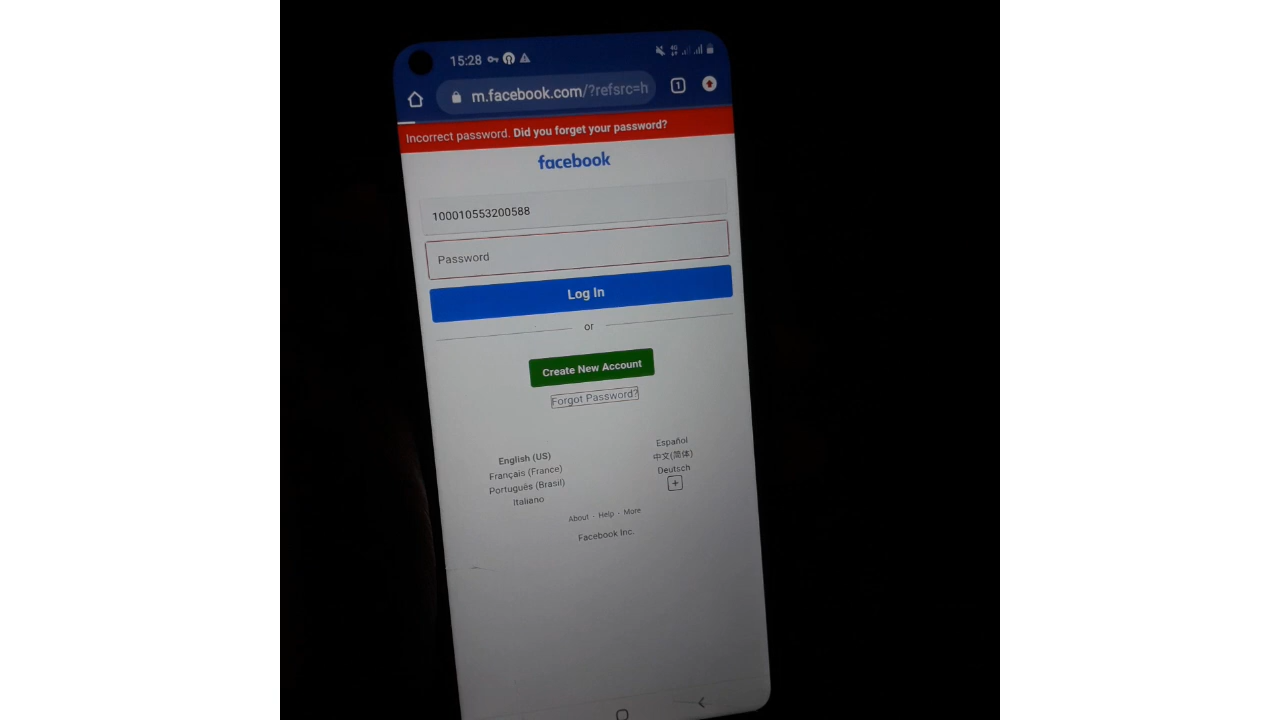 15:28
m.facebook.com/?refsrc=h
1
Incorrect password. Did you forget your password?
facebook
100010553200588
Password
Log In
or
Create New Account
Forgot Password?
English (US)
Español
Français (France)
中文(简体)
Português (Brasil)
Deutsch
Italiano
+
About · Help · More
Facebook Inc.